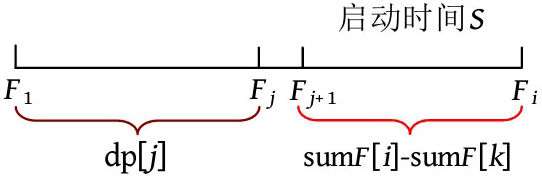 启动时间S
F1 Fj Fj+1 Fi
dp[j] sumF[i]-sumF[k]